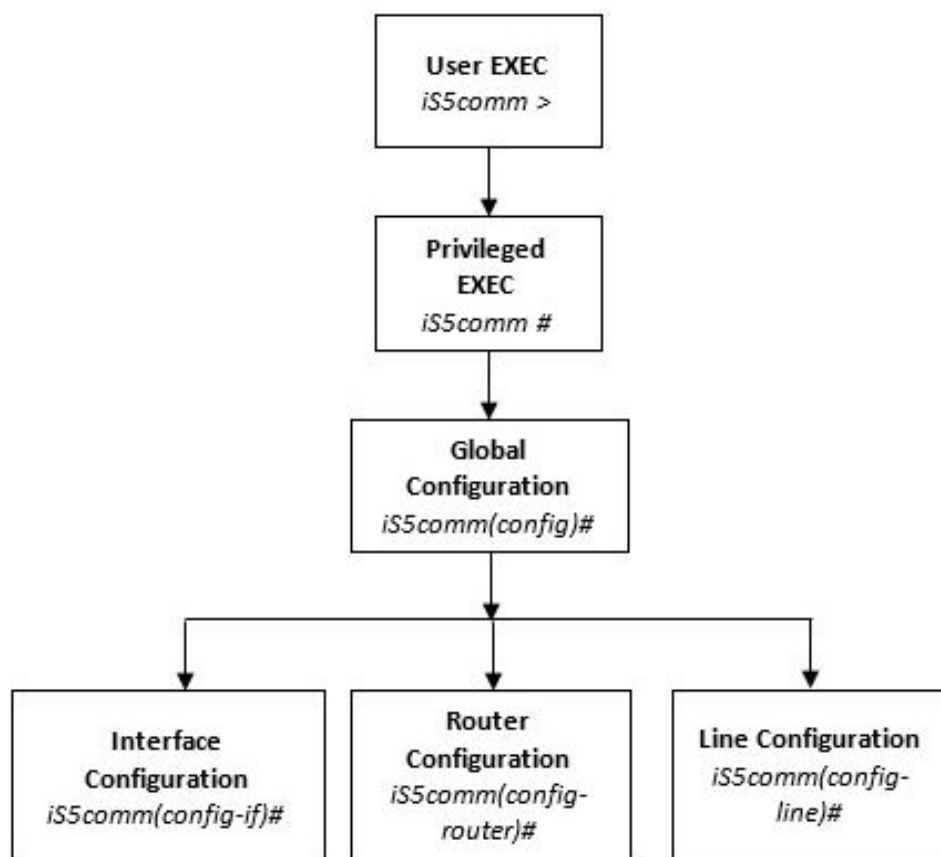 User EXEC
iS5comm >
Privileged
EXEC
iS5comm #
Global
Configuration
iS5comm(config)#
Interface
Configuration
iS5comm(config-if)#
Router
Configuration
iS5comm(config-
router)#
Line Configuration
iS5comm(config-
line)#